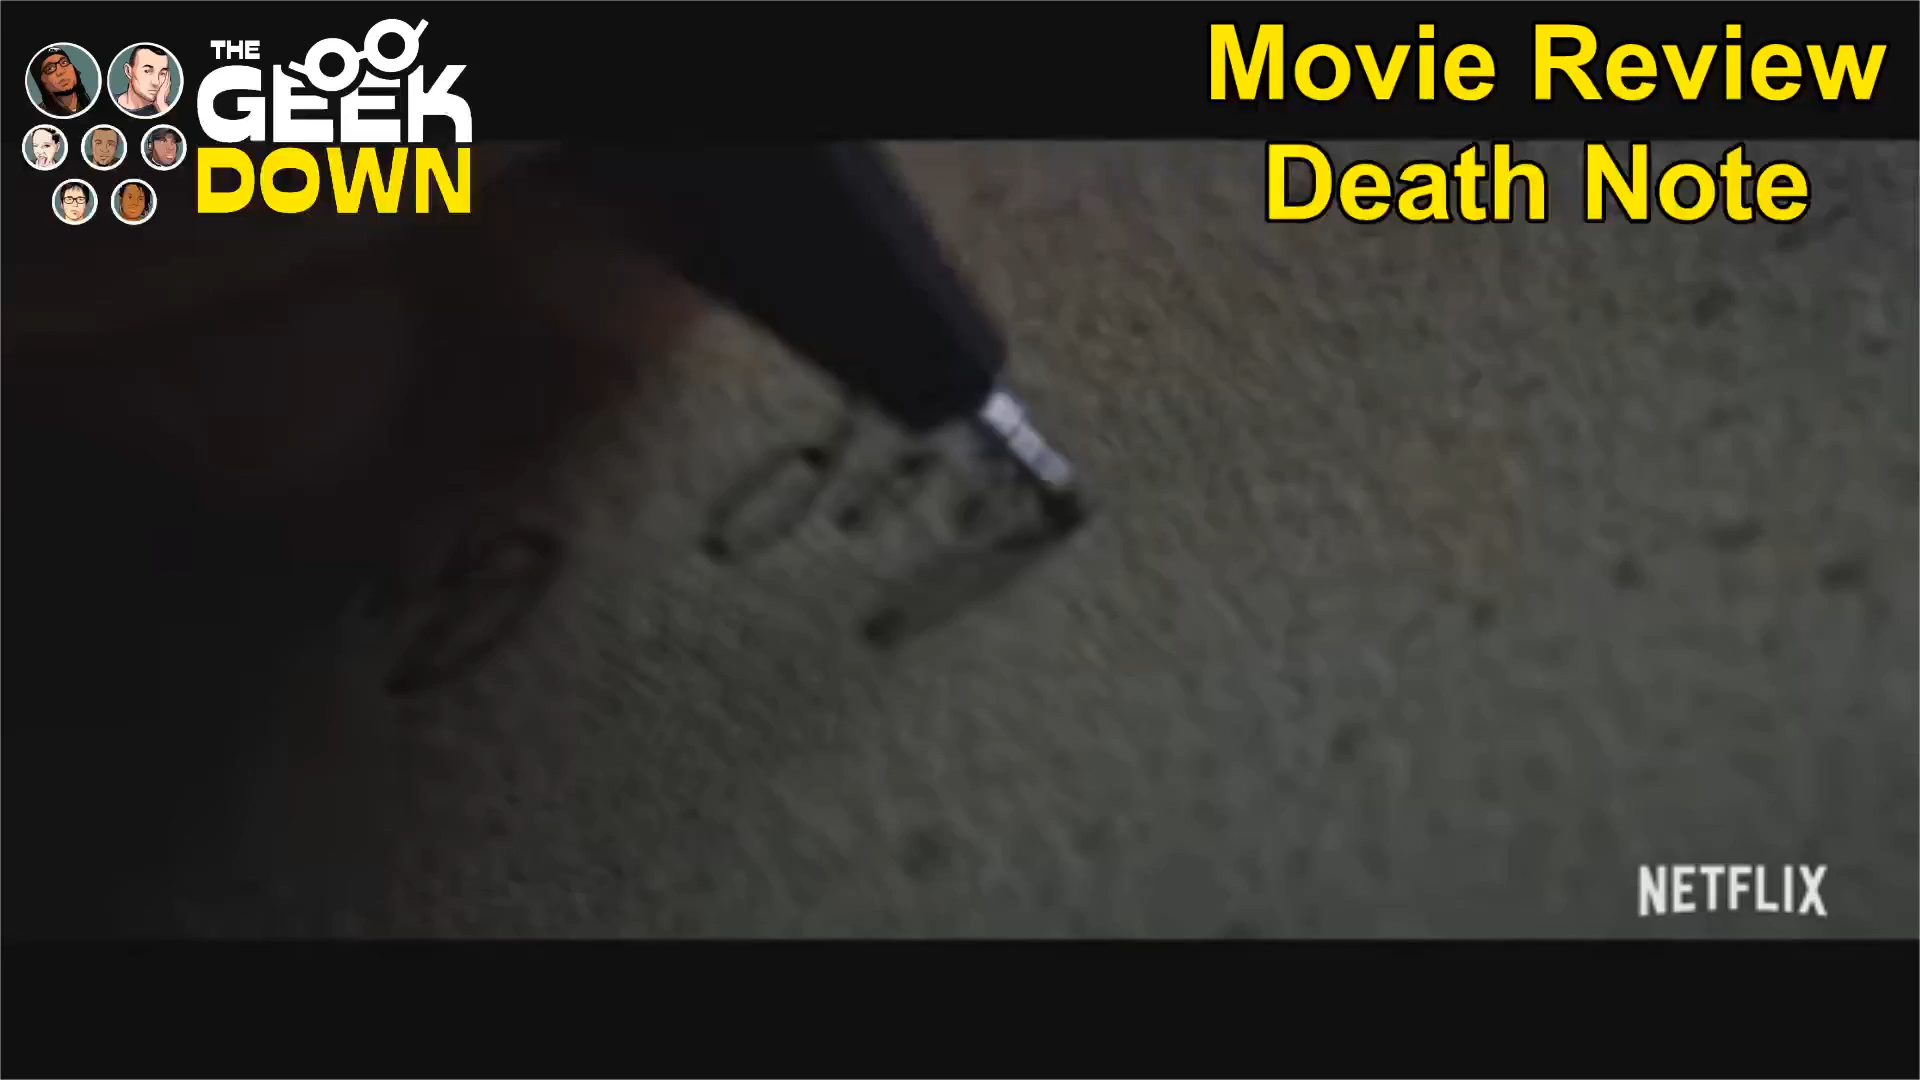 THE
GEEK
DOWN
Movie Review
Death Note
NETFLIX